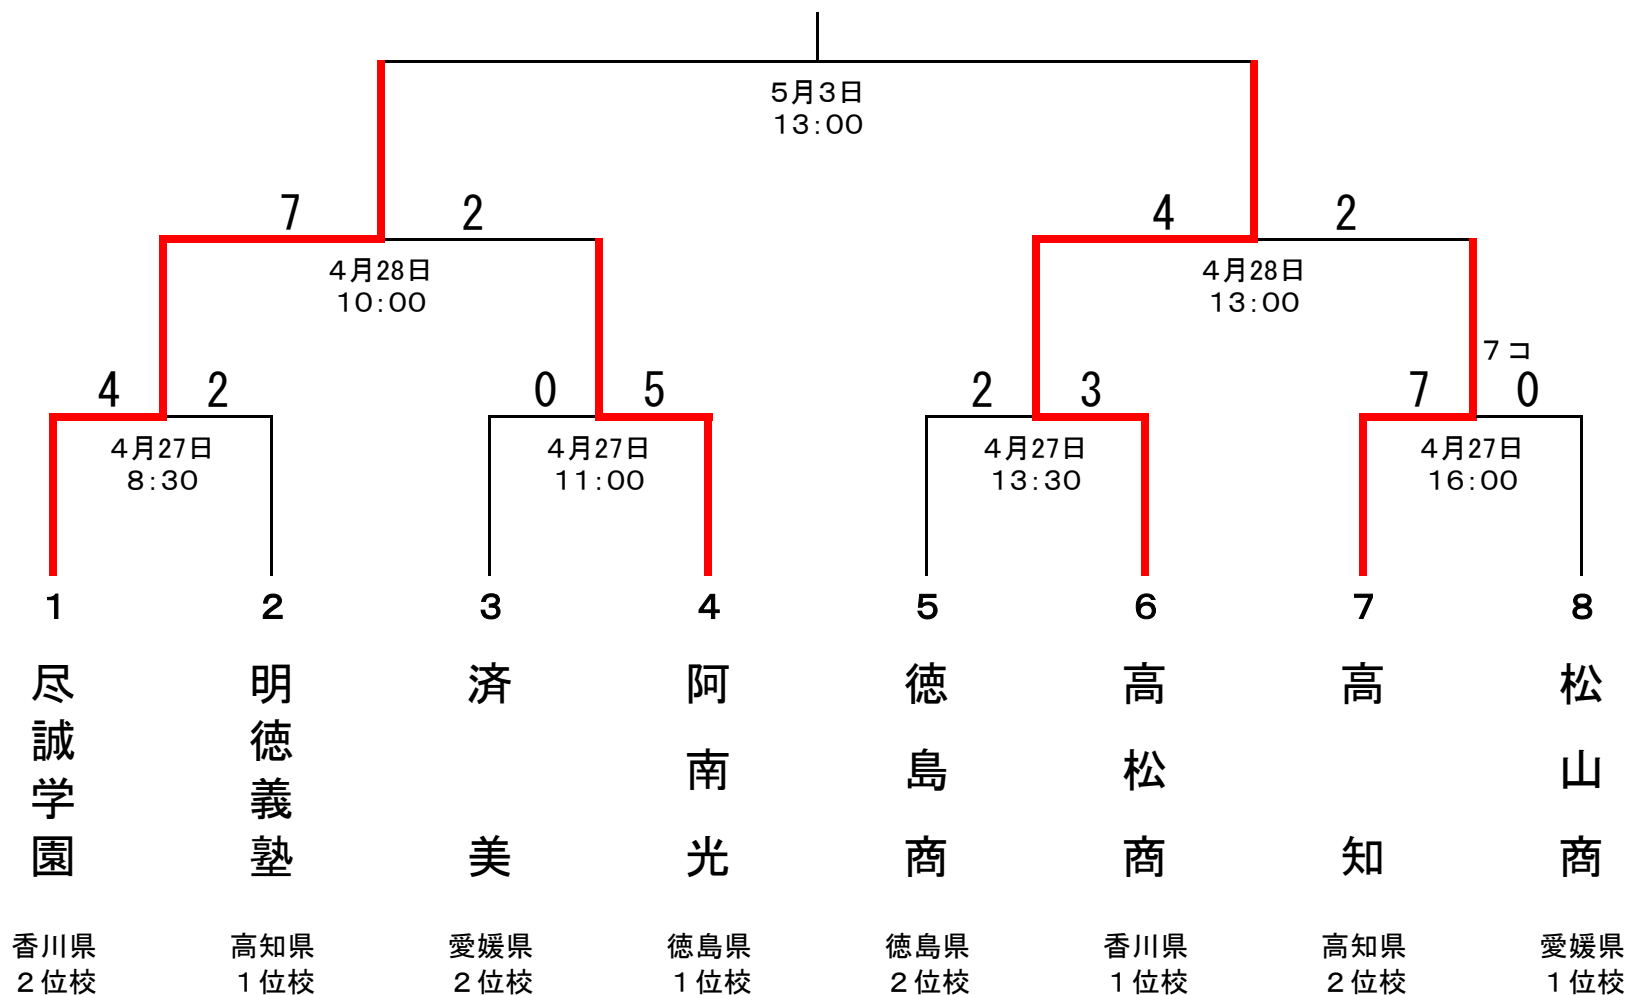 ５月３日
１３：００
7 2
4 2
４月28日
１０：００
４月28日
１３：００
７コ
4 2
0 5
2 3
7 0
４月27日
８：３０
４月27日
１１：００
４月27日
１３：３０
４月27日
１６：００
1 2 3 4 5 6 7 8
尽誠学園
明徳義塾
済美
阿南光
徳島商
高松商
高知
松山商
香川県
２位校
高知県
１位校
愛媛県
２位校
徳島県
１位校
徳島県
２位校
香川県
１位校
高知県
２位校
愛媛県
１位校